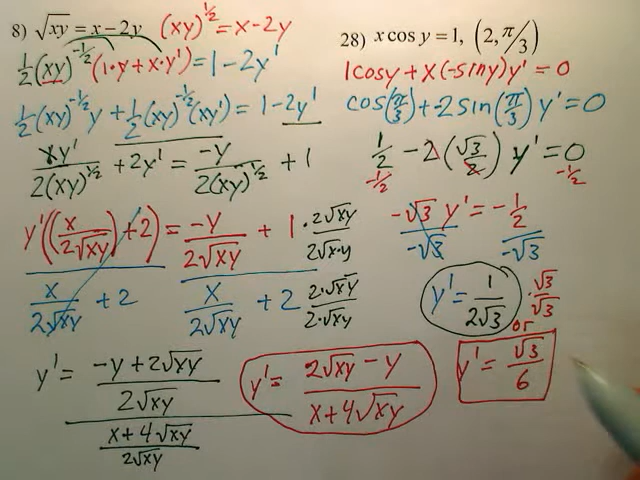 8) √xy = x − 2y (xy)^½ = x − 2y
½(xy)^-½ (1·y + x·y') = 1 − 2y'
½(xy)^-½ y + ½(xy)^-½ (xy') = 1 − 2y'
xy'/2(xy)^½ + 2y' = −y/2(xy)^½ + 1
y'((x/2√xy) + 2) = −y/2√xy + 1 · 2√xy/2√x·y
x/2√xy + 2 x/2√xy + 2 2√xy/2·√xy
y' = (−y + 2√xy)/2√xy / (x + 4√xy)/2√xy
y' = (2√xy − y)/(x + 4√xy)
28) x cos y = 1, (2, π/3)
1cosy + x(−siny)y' = 0
cos(π/3) + −2sin(π/3) y' = 0
½ − 2(√3/2) y' = 0
−½ −½
−√3 y' = −½
−√3 −√3
y' = 1/2√3 · √3/√3
or
y' = √3/6